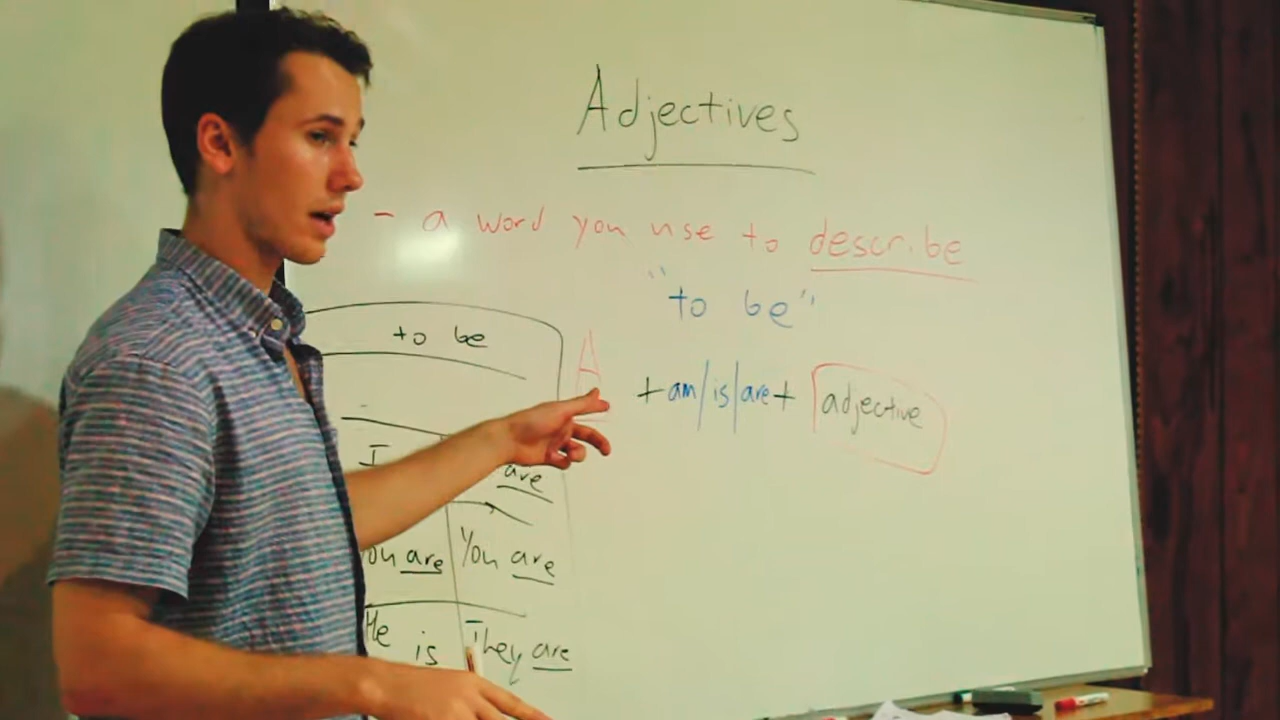 Adjectives
- a word you use to describe
"to be"
to be
A + am/is/are + adjective
I are
are You are
He is They are